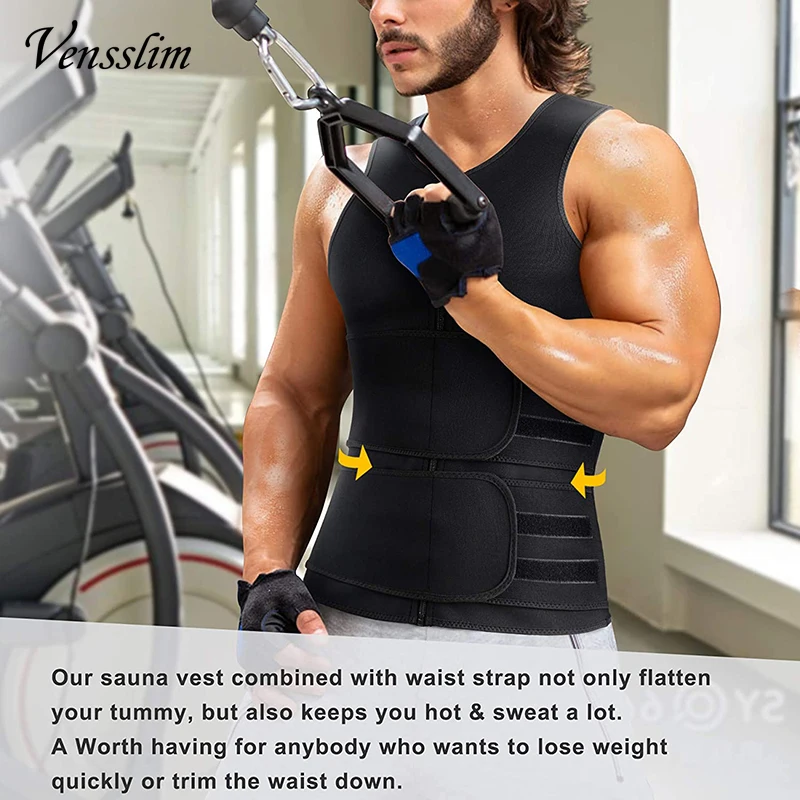 Vensslim
Our sauna vest combined with waist strap not only flatten
your tummy, but also keeps you hot & sweat a lot.
A Worth having for anybody who wants to lose weight
quickly or trim the waist down.